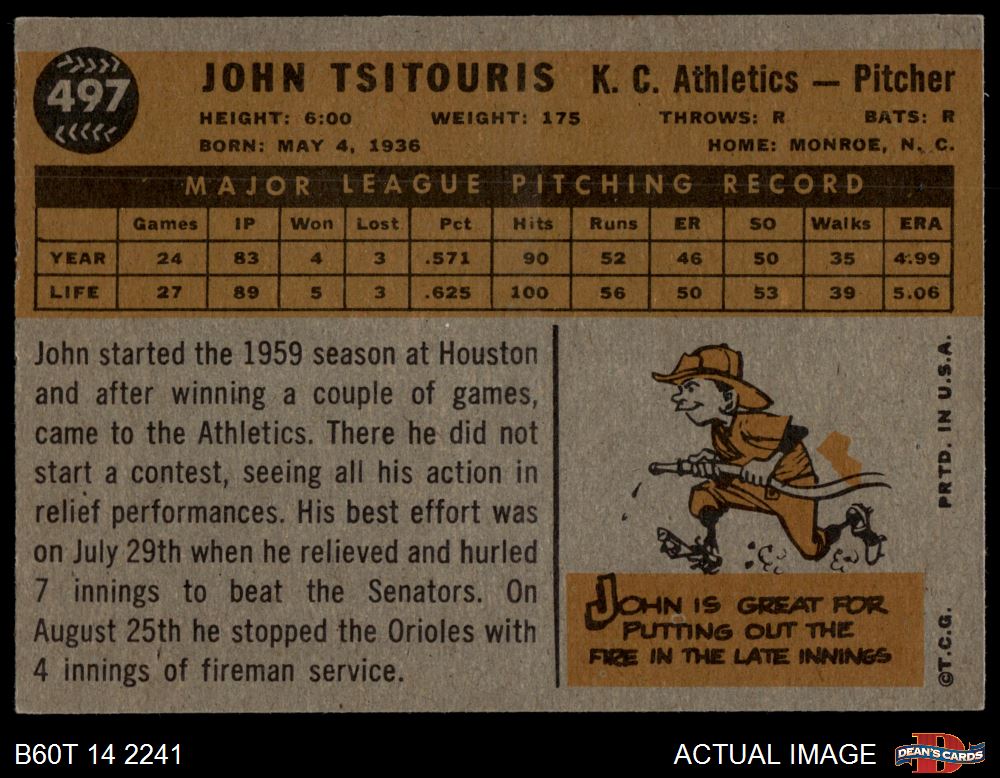 497
JOHN TSITOURIS K. C. Athletics — Pitcher
HEIGHT: 6:00 WEIGHT: 175 THROWS: R BATS: R
BORN: MAY 4, 1936 HOME: MONROE, N. C.
MAJOR LEAGUE PITCHING RECORD
Games IP Won Lost Pct Hits Runs ER SO Walks ERA
YEAR 24 83 4 3 .571 90 52 46 50 35 4.99
LIFE 27 89 5 3 .625 100 56 50 53 39 5.06
John started the 1959 season at Houston
and after winning a couple of games,
came to the Athletics. There he did not
start a contest, seeing all his action in
relief performances. His best effort was
on July 29th when he relieved and hurled
7 innings to beat the Senators. On
August 25th he stopped the Orioles with
4 innings of fireman service.
JOHN IS GREAT FOR
PUTTING OUT THE
FIRE IN THE LATE INNINGS
©T.C.G. PRTD. IN U.S.A.
B60T 14 2241 ACTUAL IMAGE DEAN'S CARDS